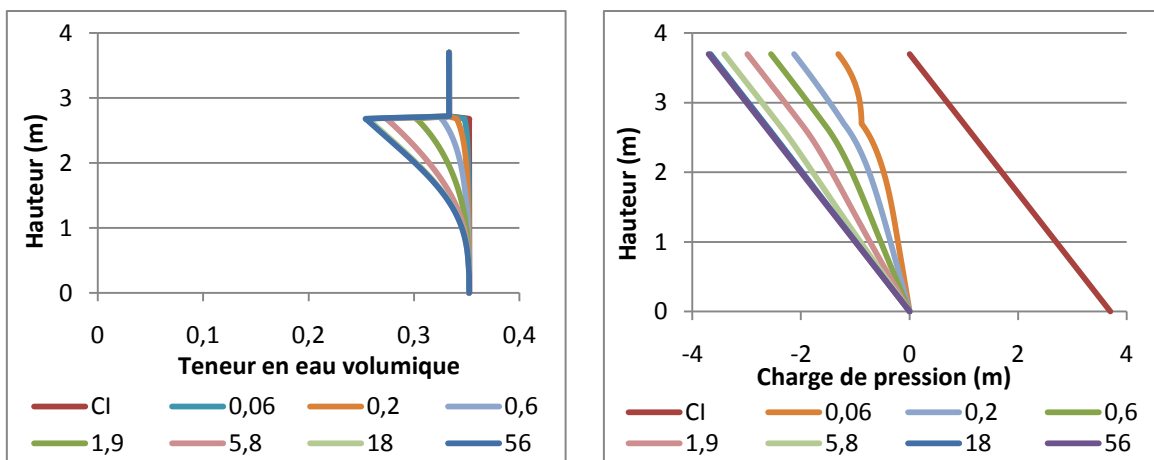 4
3
2
1
0
Hauteur (m)
0 0,1 0,2 0,3 0,4
Teneur en eau volumique
CI 0,06 0,2 0,6
1,9 5,8 18 56
4
3
2
1
0
Hauteur (m)
-4 -2 0 2 4
Charge de pression (m)
CI 0,06 0,2 0,6
1,9 5,8 18 56